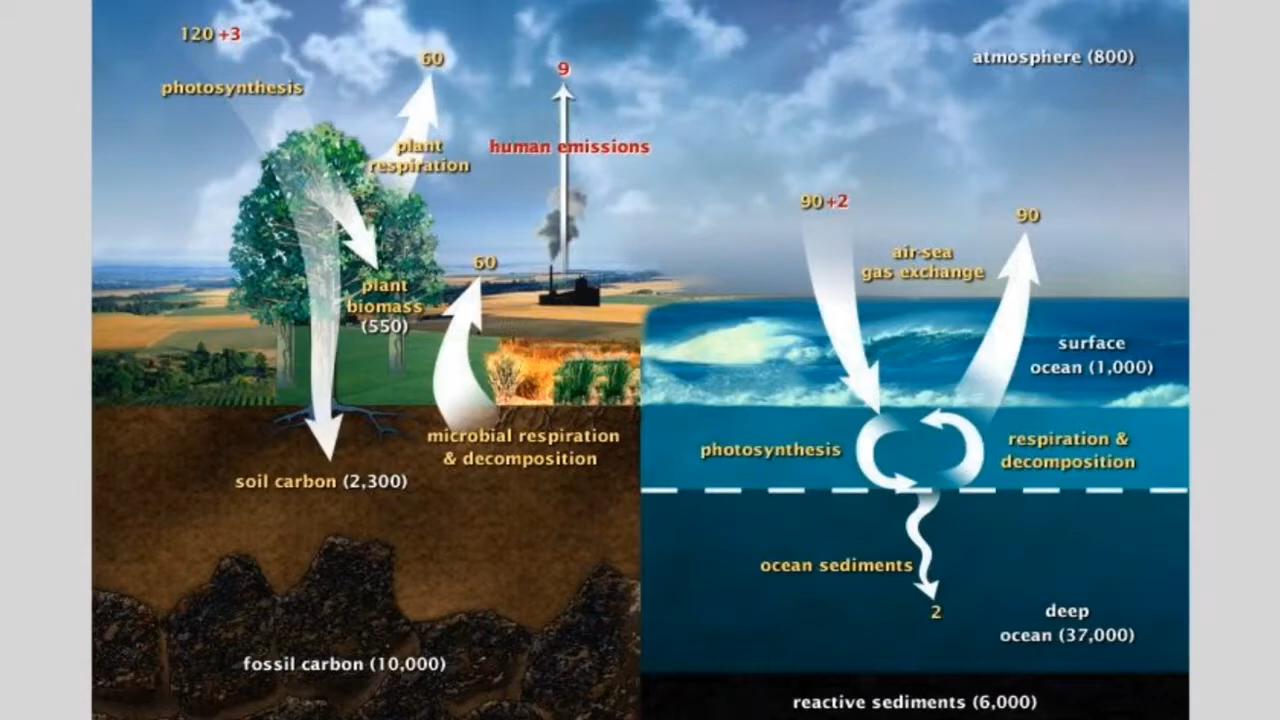 120 +3
photosynthesis
60
plant
respiration
9
human emissions
atmosphere (800)
90+2
90
air-sea
gas exchange
60
plant
biomass
(550)
surface
ocean (1,000)
microbial respiration
& decomposition
photosynthesis
respiration &
decomposition
soil carbon (2,300)
ocean sediments
2
deep
ocean (37,000)
fossil carbon (10,000)
reactive sediments (6,000)